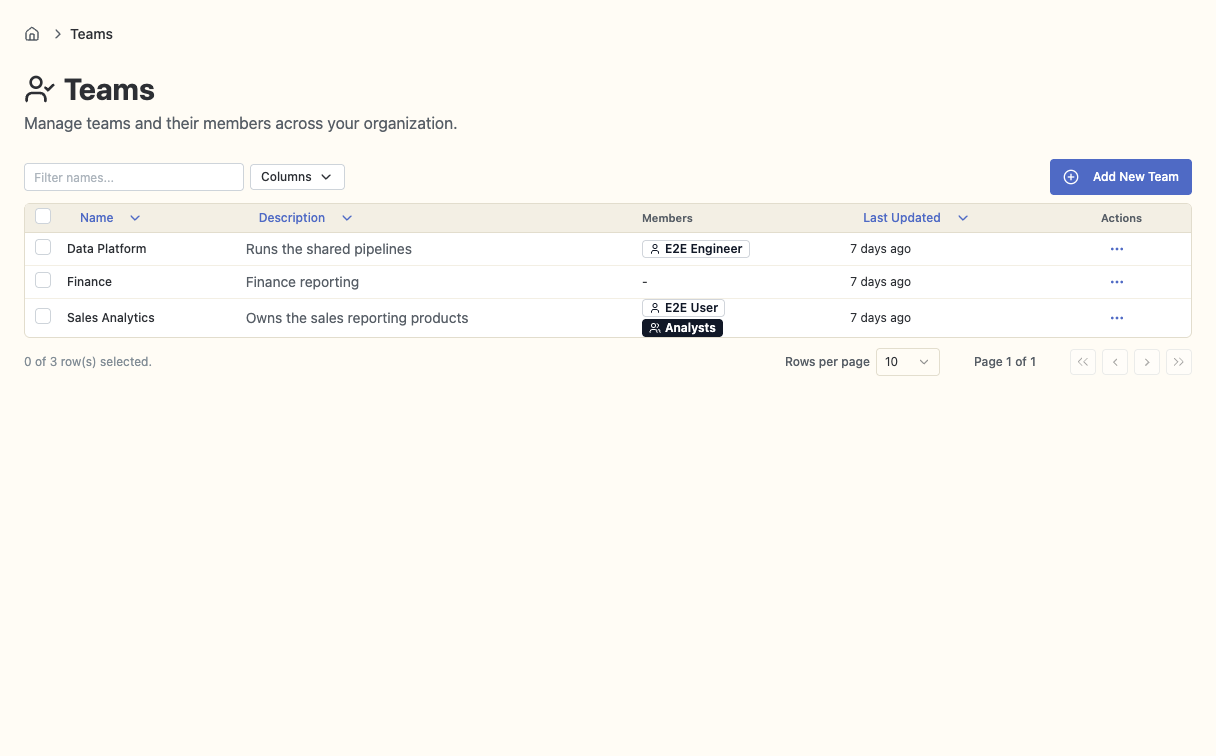 Teams
Teams
Manage teams and their members across your organization.
Filter names...
Columns
Add New Team
Name Description Members Last Updated Actions
Data Platform Runs the shared pipelines E2E Engineer 7 days ago
Finance Finance reporting - 7 days ago
Sales Analytics Owns the sales reporting products E2E User Analysts 7 days ago
0 of 3 row(s) selected.
Rows per page 10 Page 1 of 1